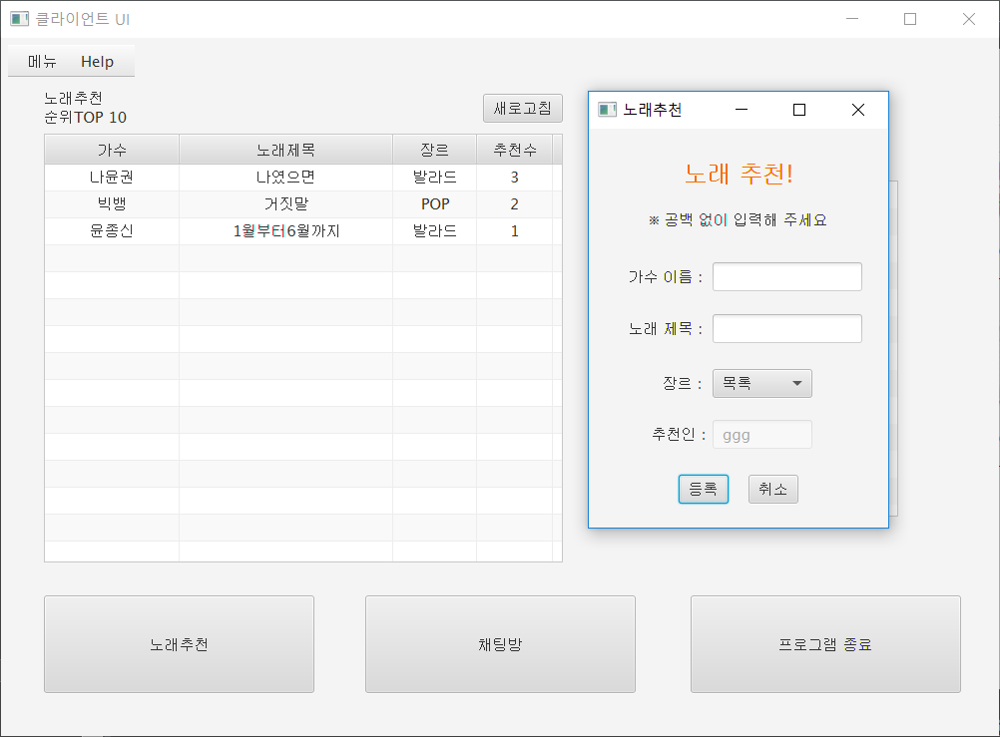 클라이언트 UI
메뉴 Help
노래추천
순위TOP 10
새로고침
가수 노래제목 장르 추천수
나윤권 나였으면 발라드 3
빅뱅 거짓말 POP 2
윤종신 1월부터6월까지 발라드 1
노래추천
노래 추천!
※ 공백 없이 입력해 주세요
가수 이름 :
노래 제목 :
장르 : 목록
추천인 : ggg
등록 취소
노래추천 채팅방 프로그램 종료